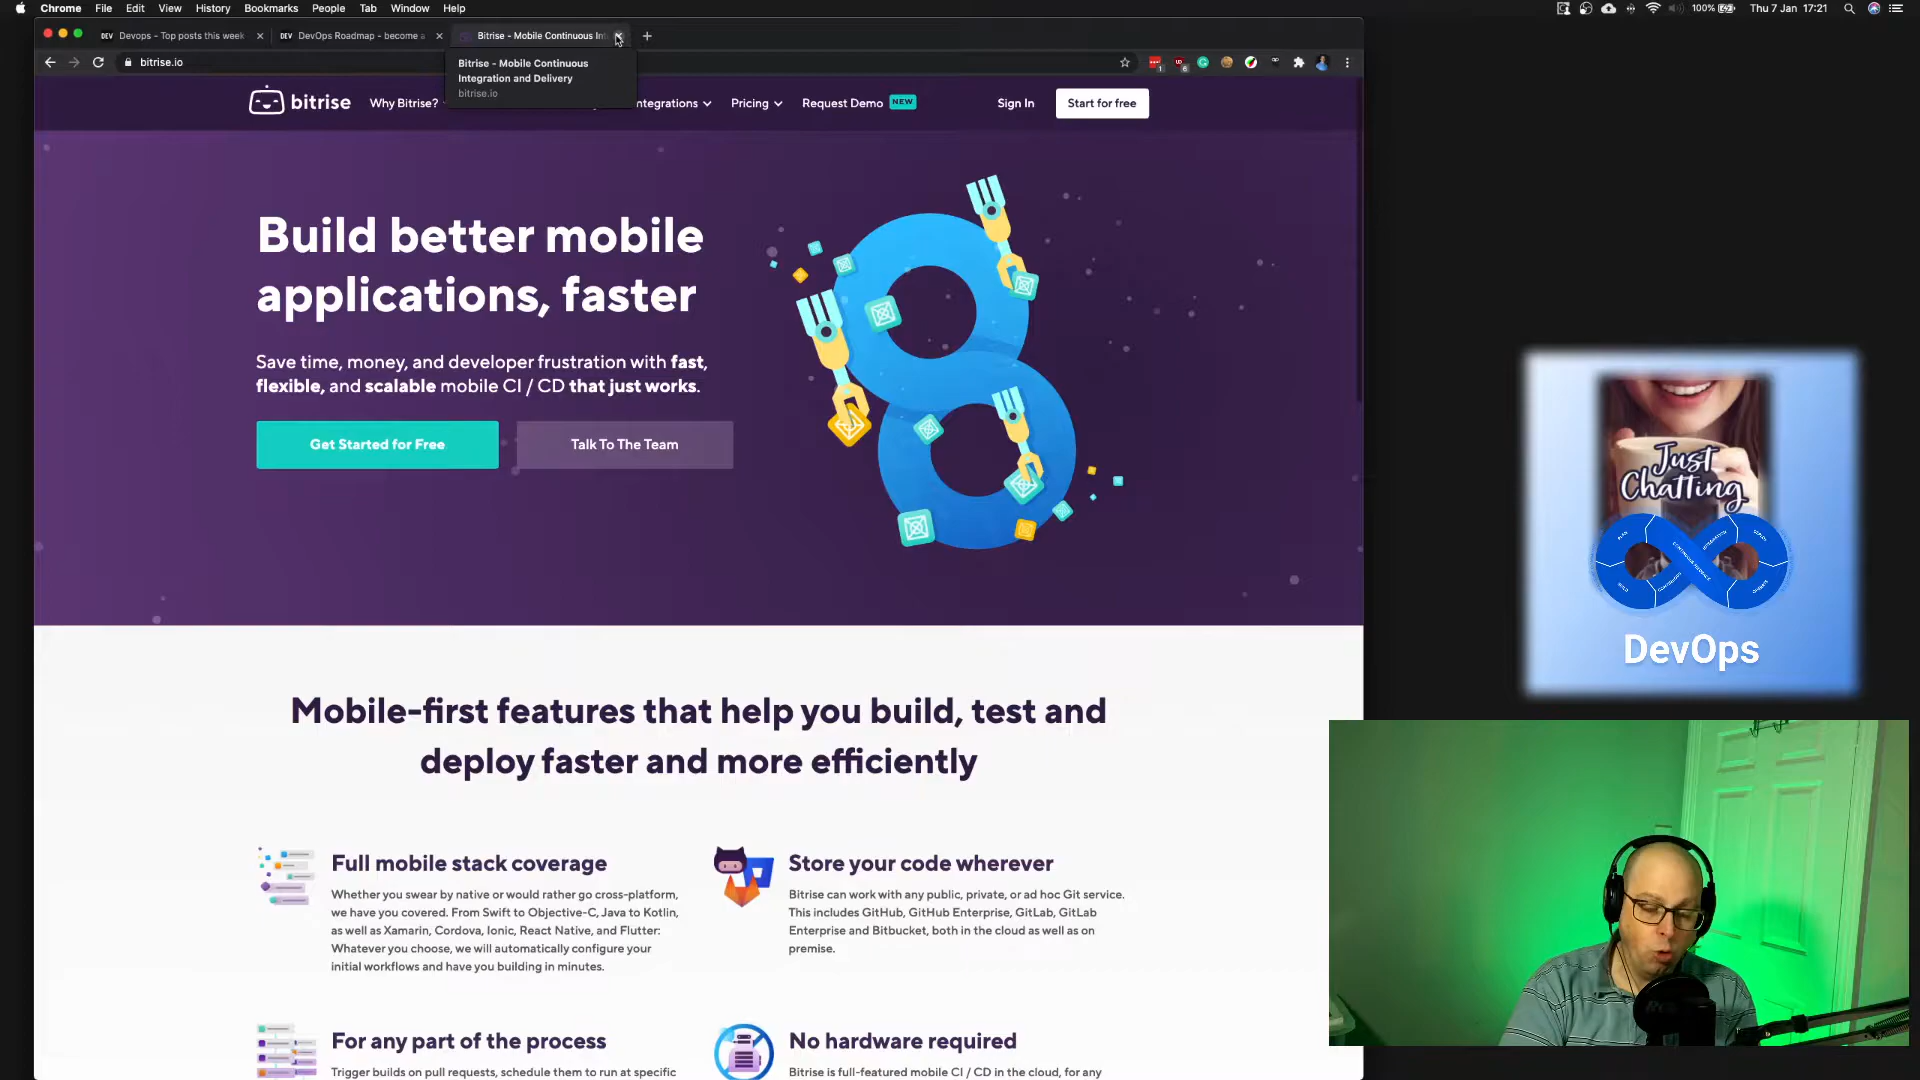 Chrome File Edit View History Bookmarks People Tab Window Help
100% Thu 7 Jan 17:21
DEV Devops - Top posts this week
DEV DevOps Roadmap - become a
Bitrise - Mobile Continuous Int
bitrise.io
Bitrise - Mobile Continuous
Integration and Delivery
bitrise.io
bitrise
Why Bitrise?
ntegrations
Pricing
Request Demo NEW
Sign In
Start for free
Build better mobile
applications, faster
Save time, money, and developer frustration with fast,
flexible, and scalable mobile CI / CD that just works.
Get Started for Free
Talk To The Team
Mobile-first features that help you build, test and
deploy faster and more efficiently
Full mobile stack coverage
Whether you swear by native or would rather go cross-platform,
we have you covered. From Swift to Objective-C, Java to Kotlin,
as well as Xamarin, Cordova, Ionic, React Native, and Flutter:
Whatever you choose, we will automatically configure your
initial workflows and have you building in minutes.
Store your code wherever
Bitrise can work with any public, private, or ad hoc Git service.
This includes GitHub, GitHub Enterprise, GitLab, GitLab
Enterprise and Bitbucket, both in the cloud as well as on
premise.
For any part of the process
Trigger builds on pull requests, schedule them to run at specific
No hardware required
Bitrise is full-featured mobile CI / CD in the cloud, for any
Just
Chatting
PLAN
BUILD
CONTINUOUS
INTEGRATION
DEPLOY
OPERATE
DevOps